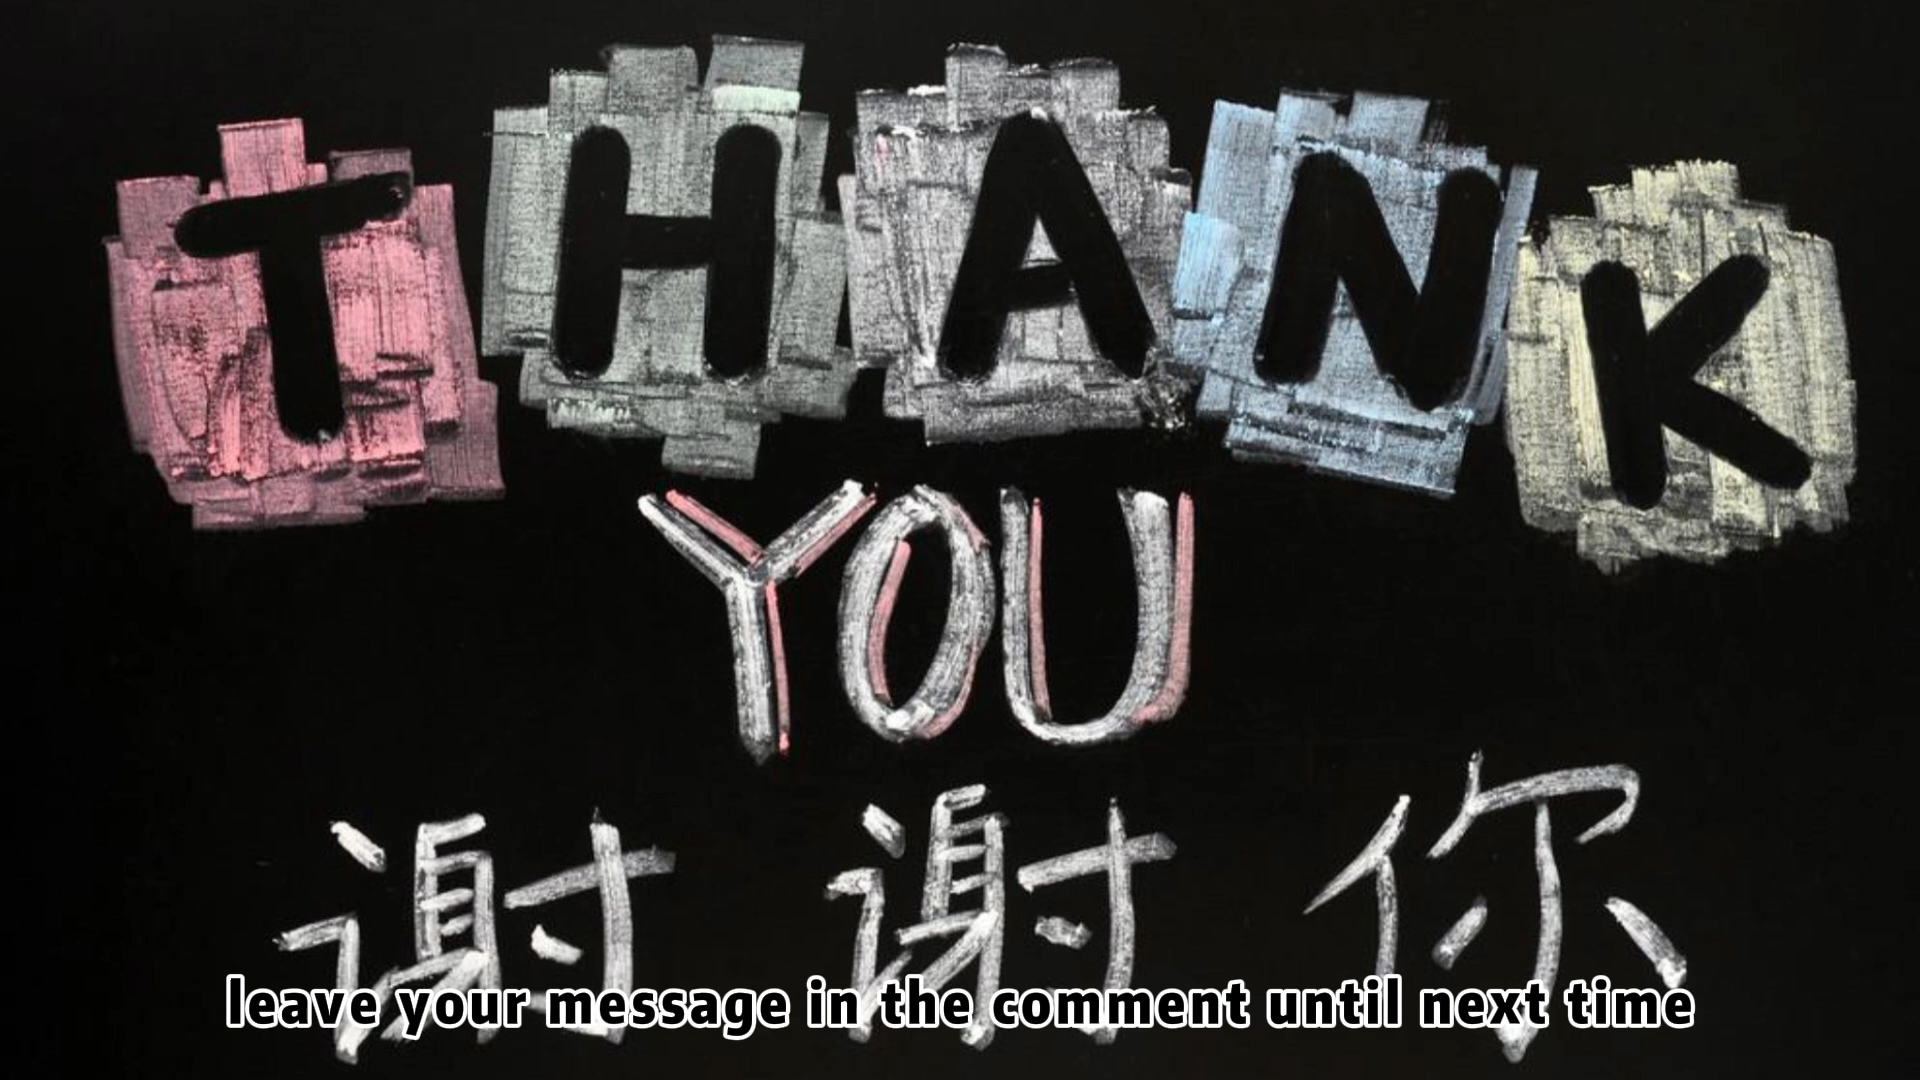 THANK
YOU
谢谢你
leave your message in the comment until next time